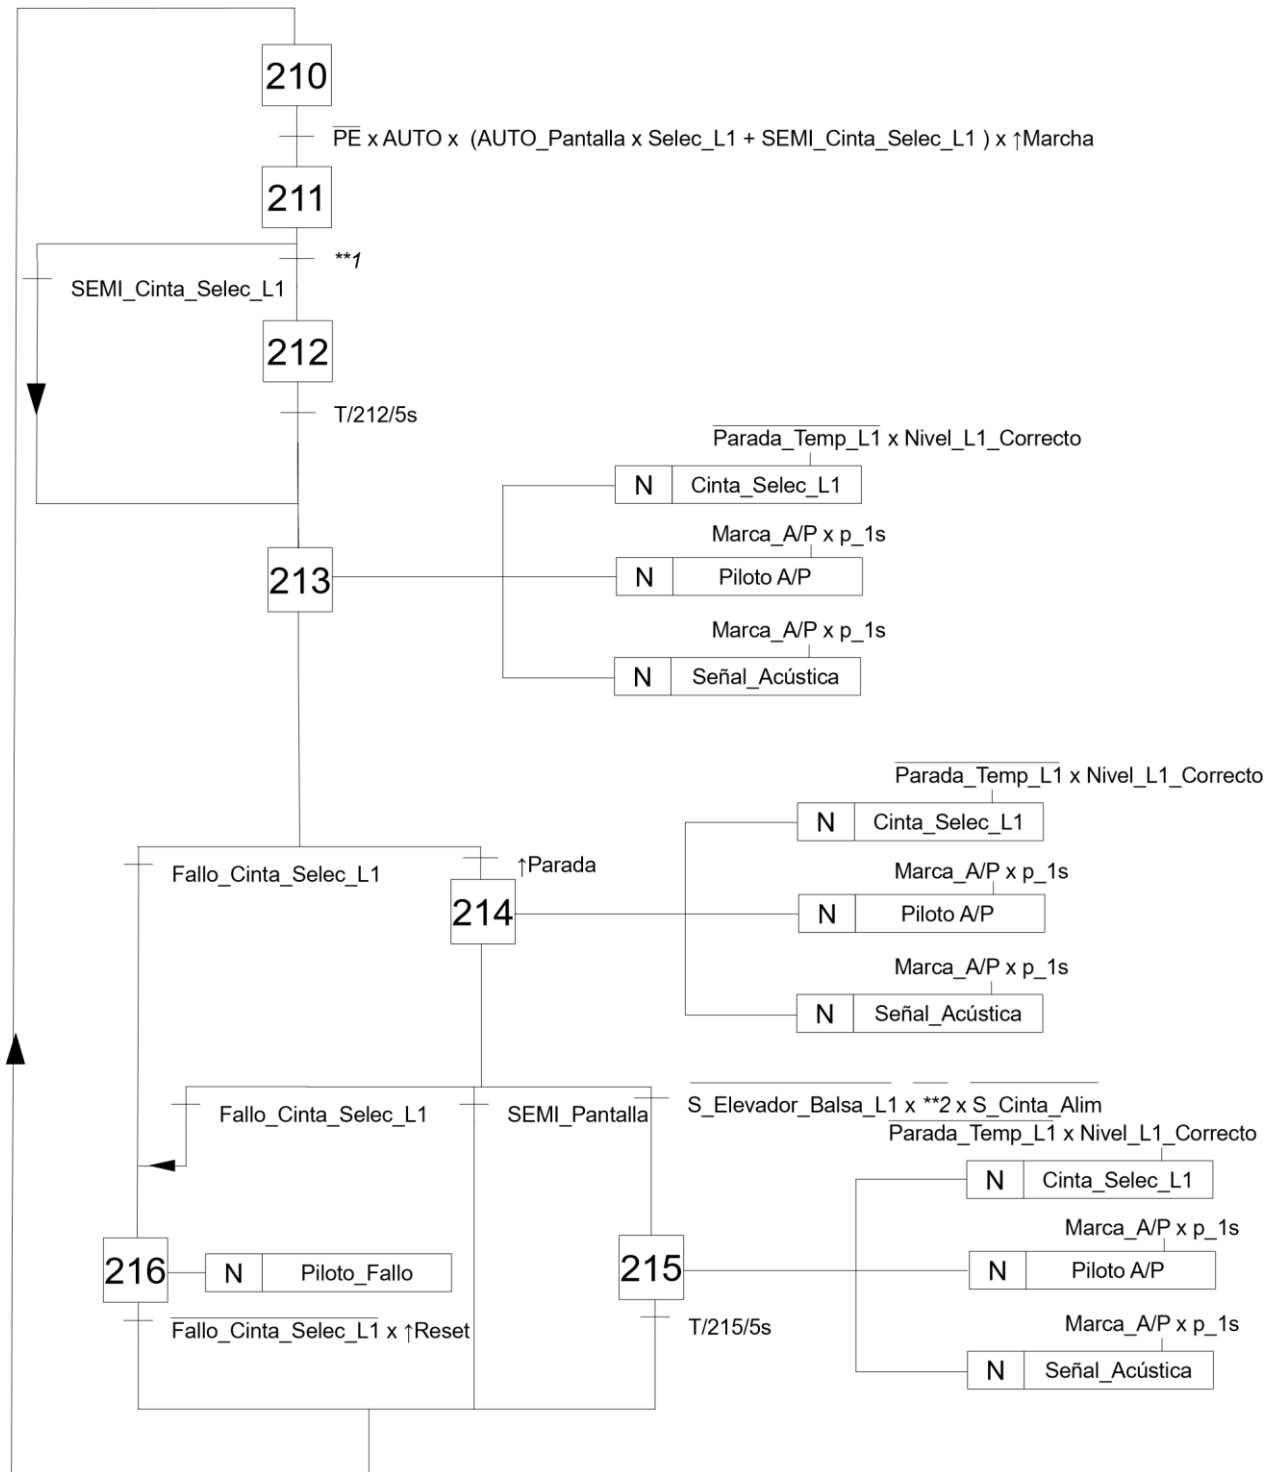 210
P̅E̅ x AUTO x (AUTO_Pantalla x Selec_L1 + SEMI_Cinta_Selec_L1 ) x ↑Marcha
211
**1
SEMI_Cinta_Selec_L1
212
T/212/5s
Parada_Temp_L1 x Nivel_L1_Correcto
N Cinta_Selec_L1
Marca_A/P x p_1s
213
N Piloto A/P
Marca_A/P x p_1s
N Señal_Acústica
Parada_Temp_L1 x Nivel_L1_Correcto
N Cinta_Selec_L1
Fallo_Cinta_Selec_L1
↑Parada
Marca_A/P x p_1s
214
N Piloto A/P
Marca_A/P x p_1s
N Señal_Acústica
Fallo_Cinta_Selec_L1
SEMI_Pantalla
S_Elevador_Balsa_L1 x **2 x S_Cinta_Alim
Parada_Temp_L1 x Nivel_L1_Correcto
N Cinta_Selec_L1
Marca_A/P x p_1s
216
N Piloto_Fallo
215
N Piloto A/P
Fallo_Cinta_Selec_L1 x ↑Reset
T/215/5s
Marca_A/P x p_1s
N Señal_Acústica